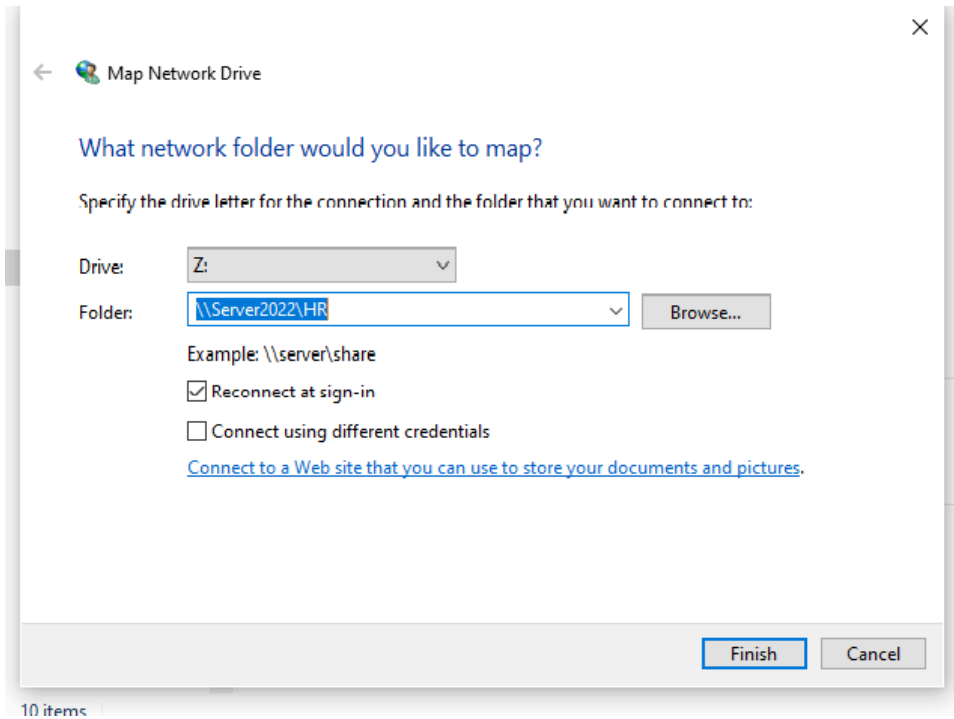 Map Network Drive
What network folder would you like to map?
Specify the drive letter for the connection and the folder that you want to connect to:
Drive: Z:
Folder: \\Server2022\HR Browse...
Example: \\server\share
Reconnect at sign-in
Connect using different credentials
Connect to a Web site that you can use to store your documents and pictures.
Finish Cancel
10 items